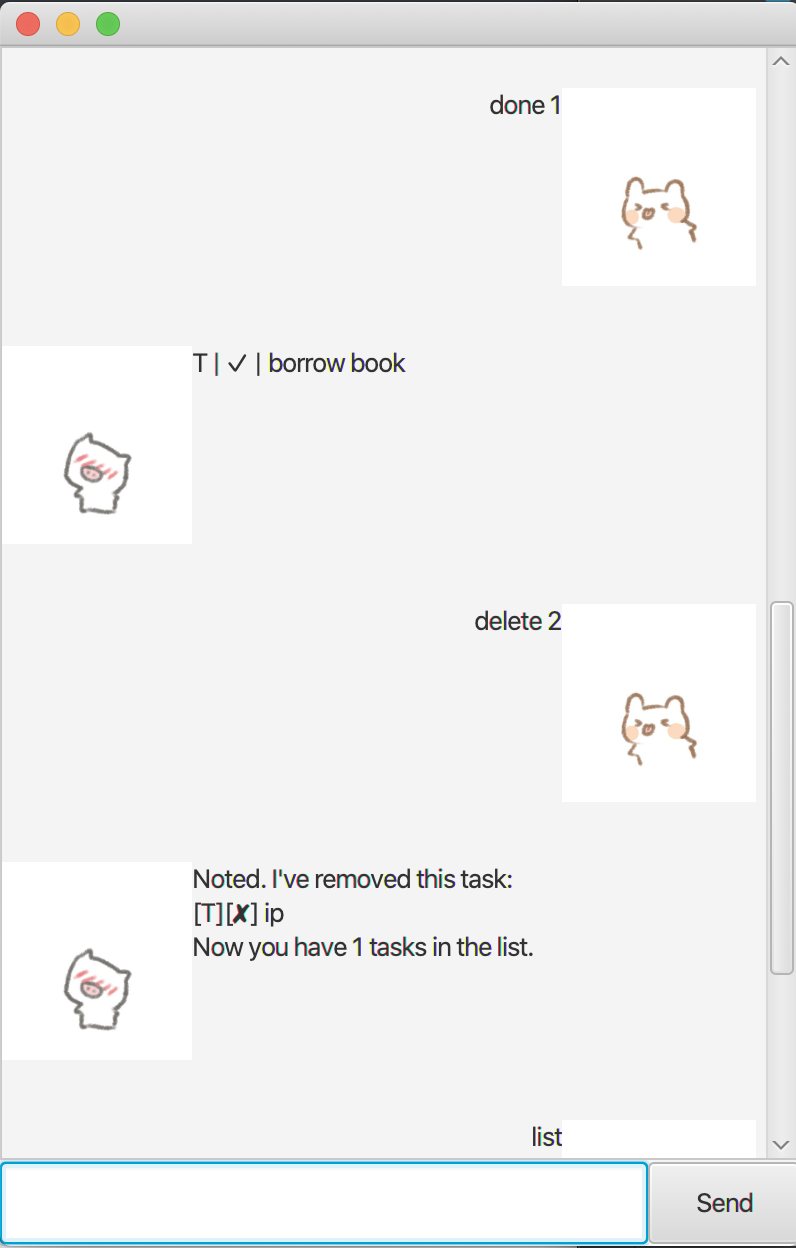 done 1
T | ✓ | borrow book
delete 2
Noted. I've removed this task:
[T][✘] ip
Now you have 1 tasks in the list.
list
Send